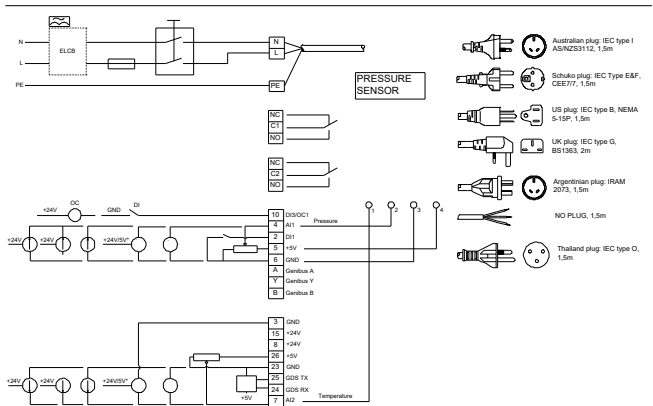 N
ELCB
L
PE
N
L
PE
PRESSURE
SENSOR
NC
C1
NO
NC
C2
NO
+24V
OC
GND
DI
10 DI3/OC1
4 AI1
Pressure
2 DI1
5 +5V
6 GND
A Genibus A
Y Genibus Y
B Genibus B
+24V
+24V
+24V/5V*
1
2
3
4
3 GND
15 +24V
8 +24V
26 +5V
23 GND
25 GDS TX
24 GDS RX
7 AI2
Temperature
+24V
+24V
+24V/5V*
+5V
Australian plug: IEC type I
AS/NZS3112, 1,5m
Schuko plug: IEC Type E&F,
CEE7/7, 1,5m
US plug: IEC type B, NEMA
5-15P, 1,5m
UK plug: IEC type G,
BS1363, 2m
Argentinian plug: IRAM
2073, 1,5m
NO PLUG, 1,5m
Thailand plug: IEC type O,
1,5m